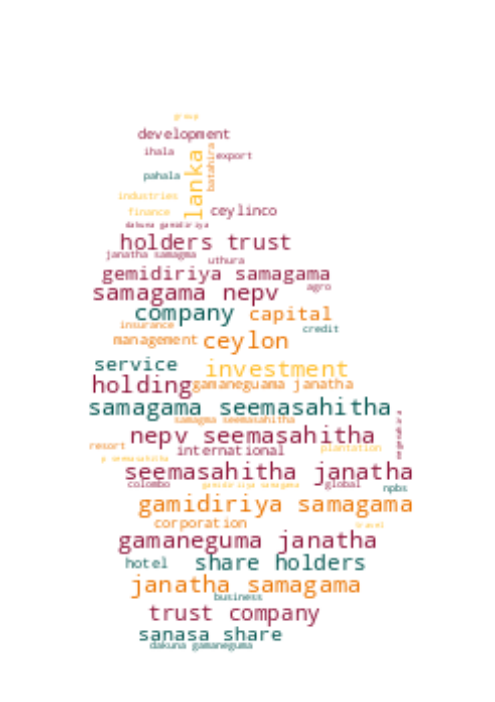 group
development
ihala
export
lanka
batahira
pahala
industries
finance
ceylinco
dakuna gamidiriya
holders trust
janatha samagma
uthura
gemidiriya samagama
samagama nepv
agro
company
capital
insurance
credit
management
ceylon
service
investment
holding
gamaneguama janatha
samagama seemasahitha
samagma seemasahitha
nepv seemasahitha
resort
international
plantation
p seemasahitha
seemasahitha janatha
colombo
gamidiriya samagama
global
npbs
gamidiriya samagama
corporation
travel
gamaneguma janatha
hotel
share holders
janatha samagama
business
trust company
sanasa share
dakuna gamaneguma